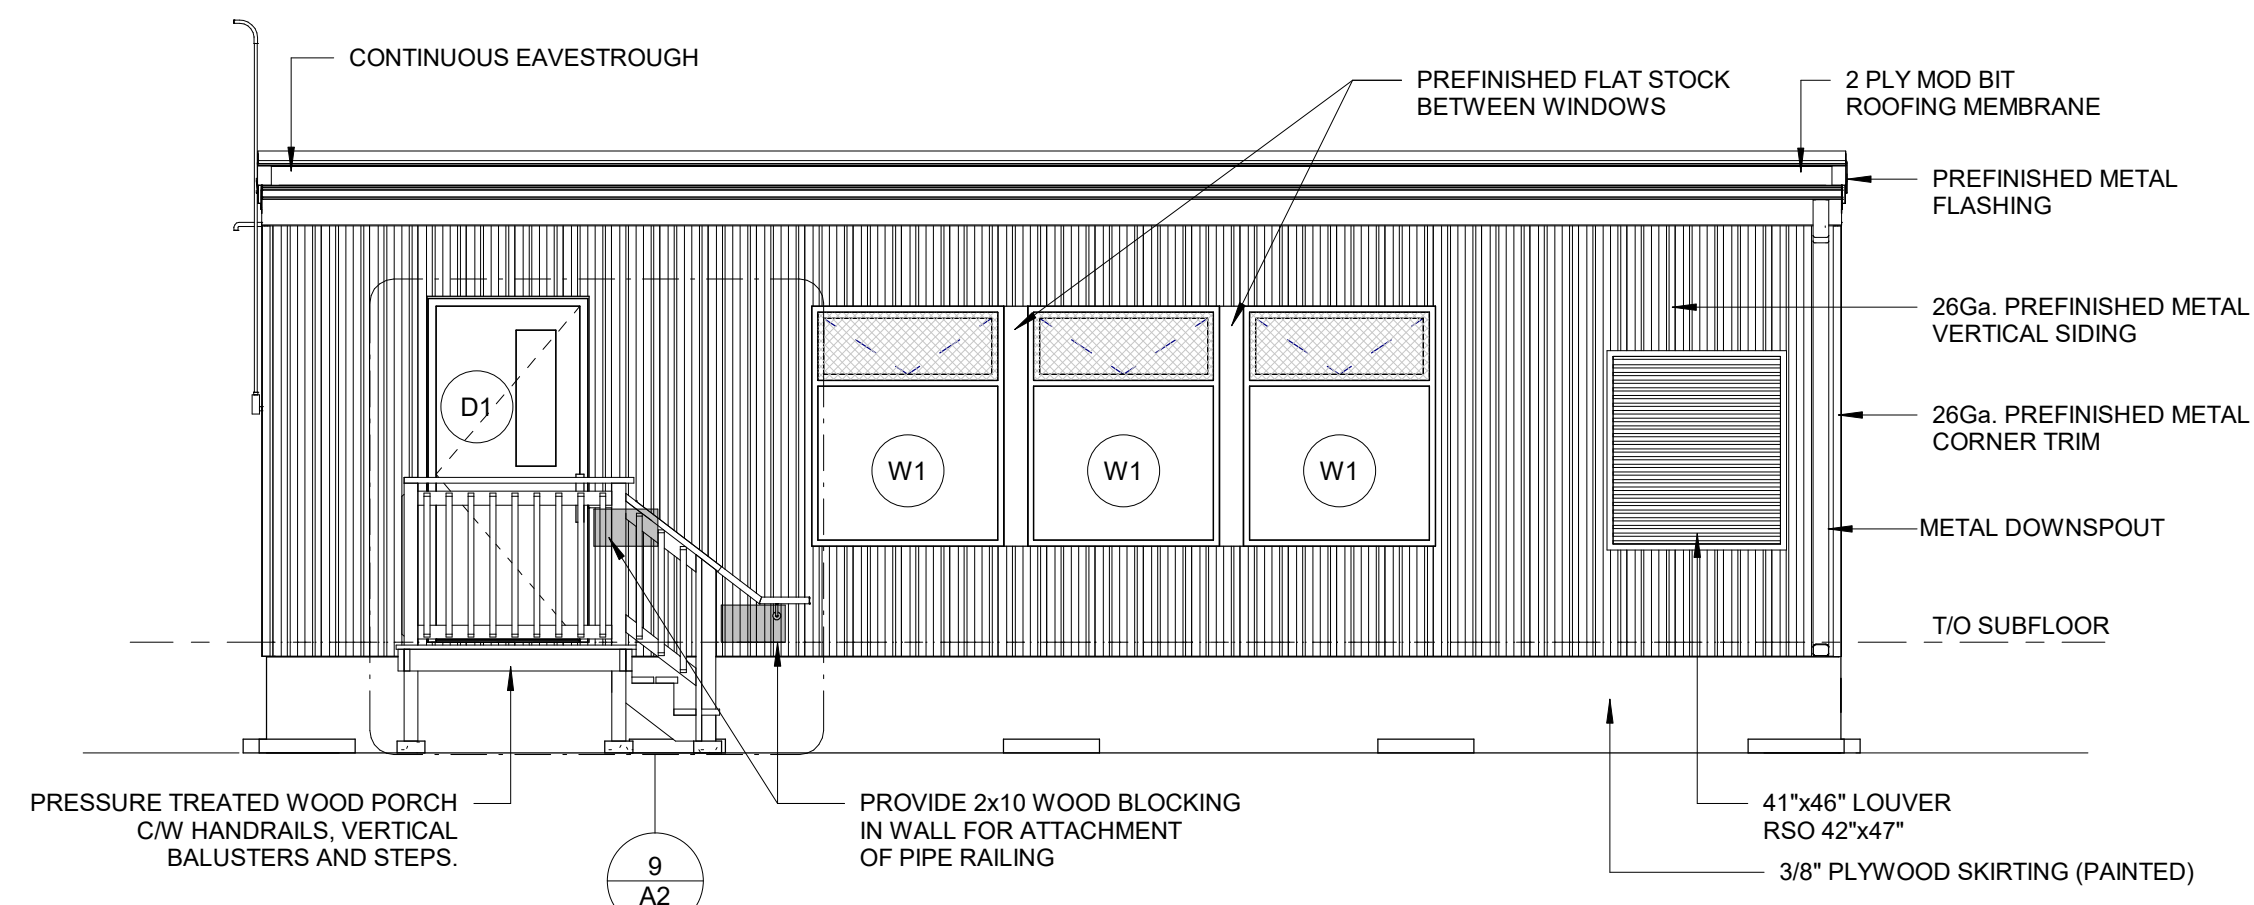 CONTINUOUS EAVESTROUGH
PREFINISHED FLAT STOCK
BETWEEN WINDOWS
2 PLY MOD BIT
ROOFING MEMBRANE
PREFINISHED METAL
FLASHING
26Ga. PREFINISHED METAL
VERTICAL SIDING
D1
26Ga. PREFINISHED METAL
CORNER TRIM
W1
W1
W1
METAL DOWNSPOUT
T/O SUBFLOOR
PRESSURE TREATED WOOD PORCH
C/W HANDRAILS, VERTICAL
BALUSTERS AND STEPS.
PROVIDE 2x10 WOOD BLOCKING
IN WALL FOR ATTACHMENT
OF PIPE RAILING
41"x46" LOUVER
RSO 42"x47"
3/8" PLYWOOD SKIRTING (PAINTED)
9
A2